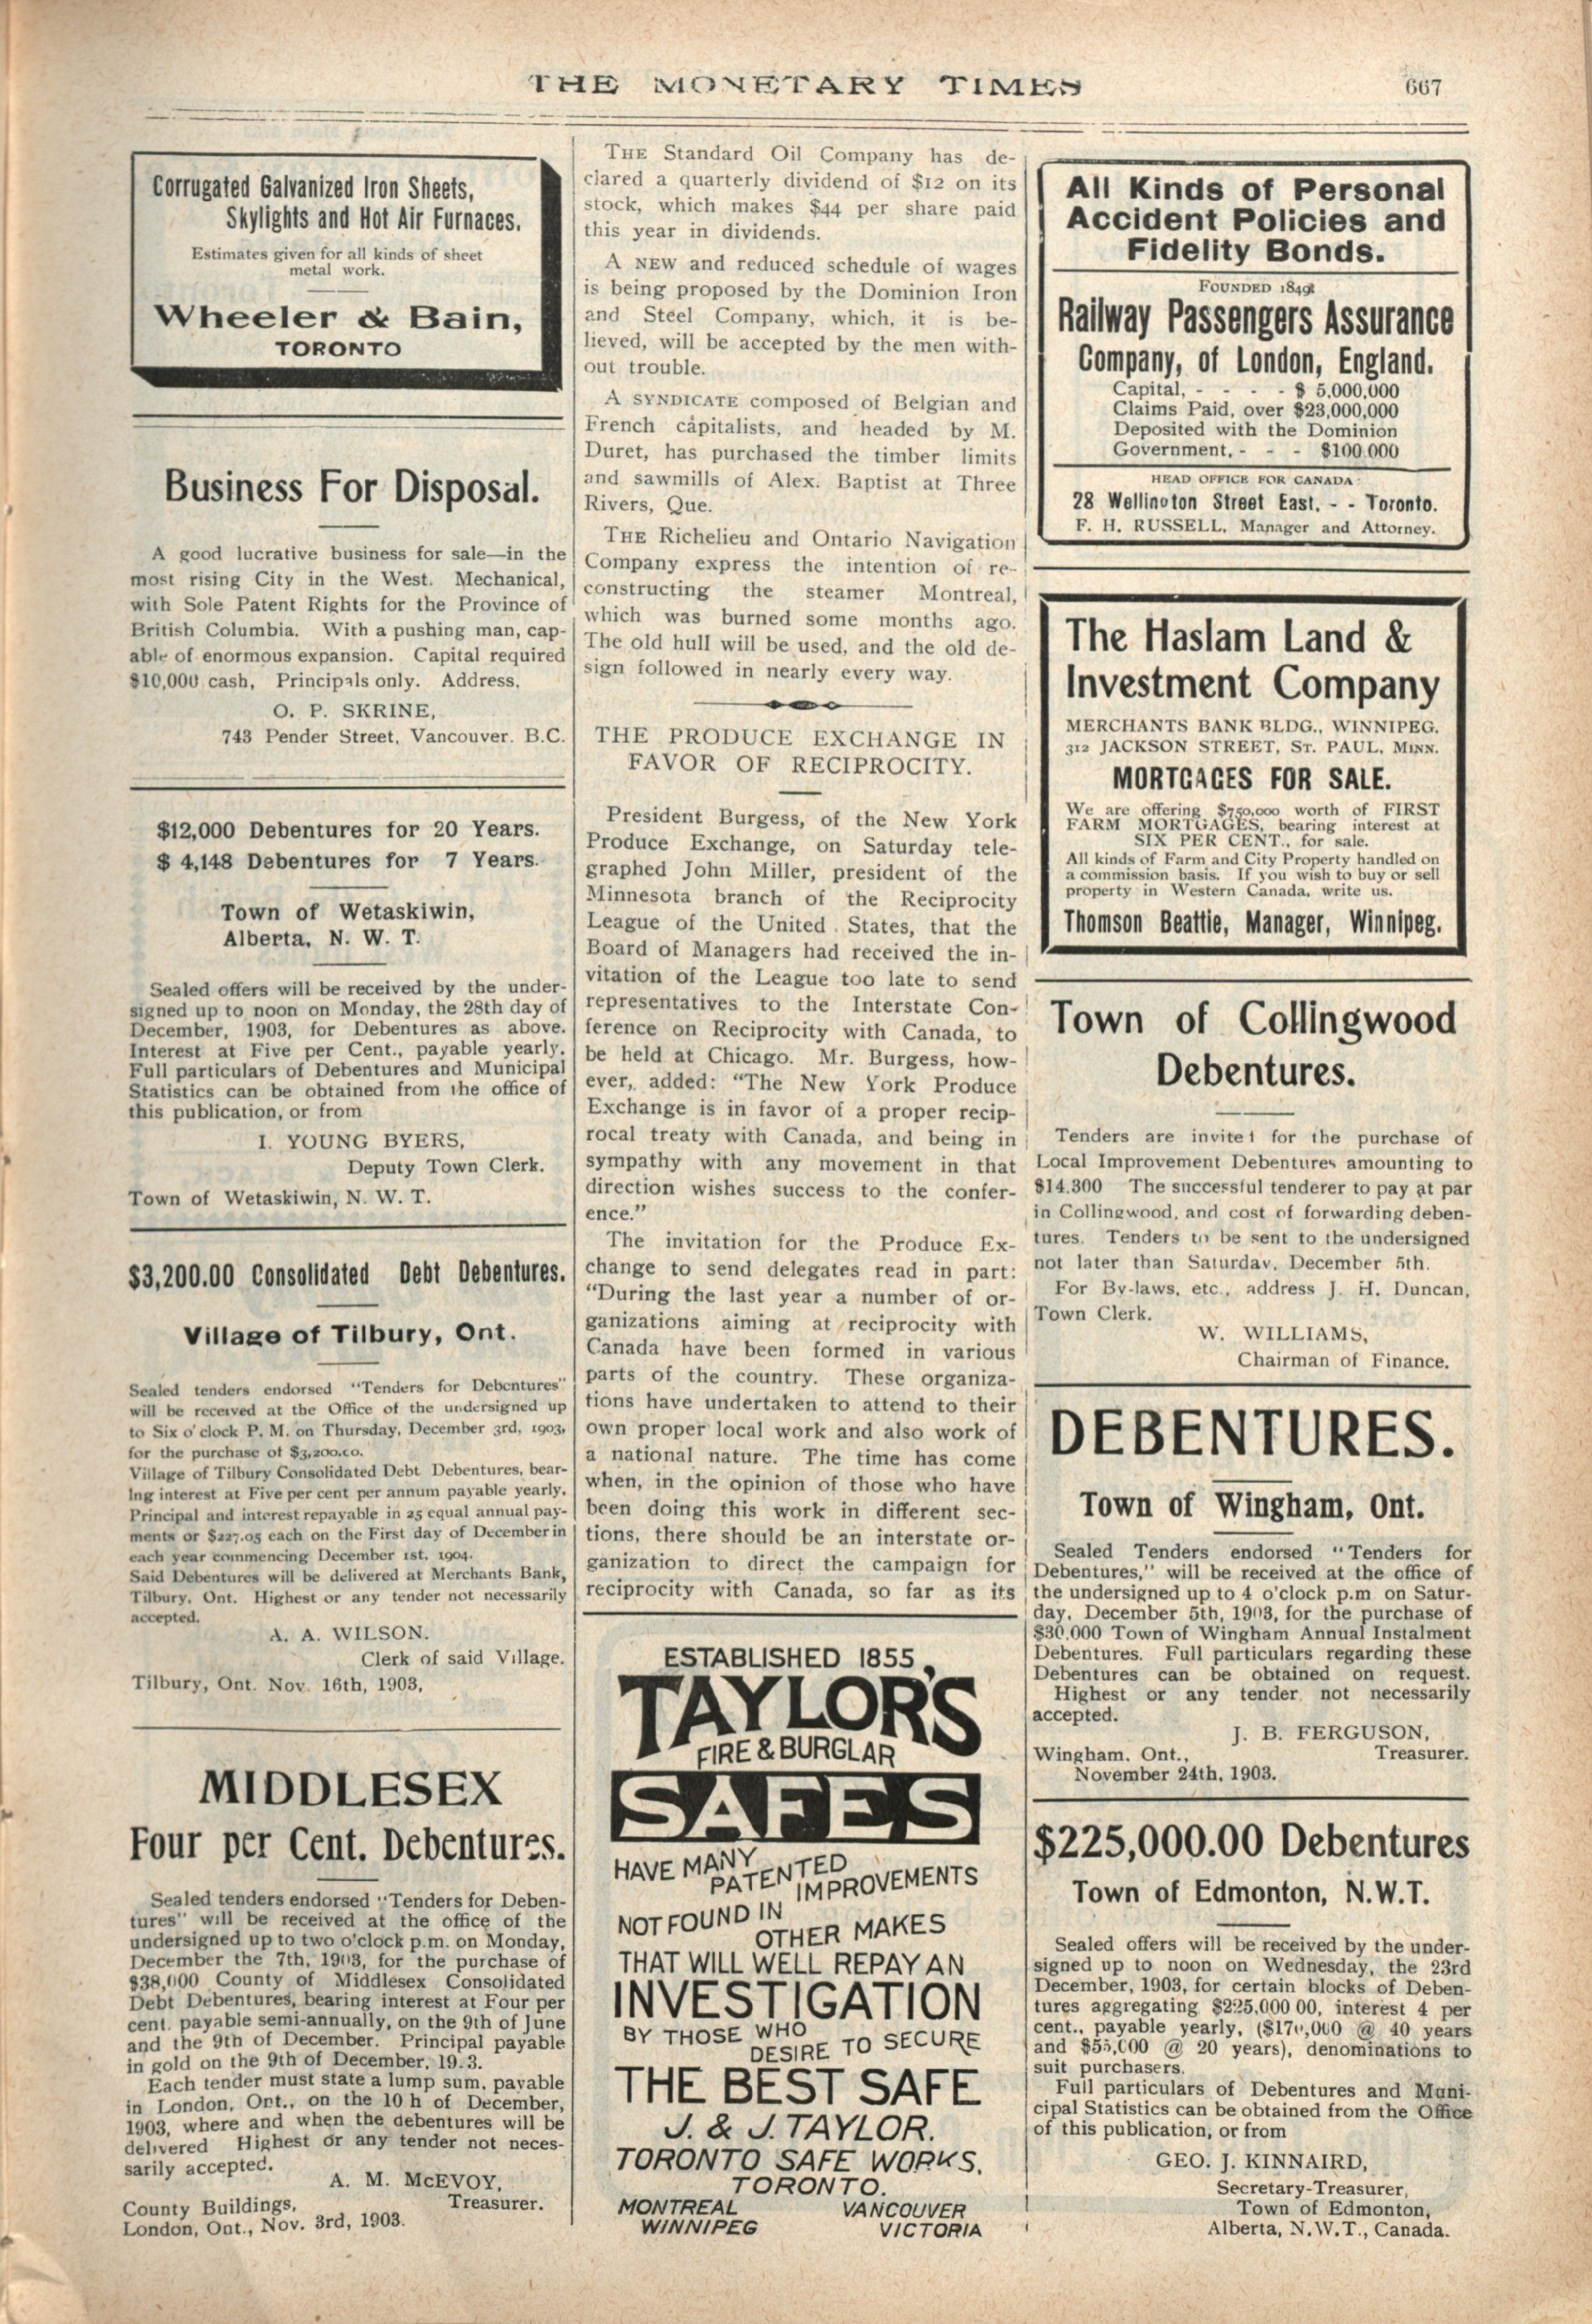 THE MONETARY TIMES
667
Corrugated Galvanized Iron Sheets,
Skylights and Hot Air Furnaces.
Estimates given for all kinds of sheet
metal work.
Wheeler & Bain,
TORONTO
Business For Disposal.
A good lucrative business for sale—in the
most rising City in the West. Mechanical,
with Sole Patent Rights for the Province of
British Columbia. With a pushing man, cap-
able of enormous expansion. Capital required
$10,000 cash, Principals only. Address,
O. P. SKRINE,
743 Pender Street, Vancouver. B.C.
$12,000 Debentures for 20 Years.
$ 4,148 Debentures for 7 Years.
Town of Wetaskiwin,
Alberta, N. W. T.
Sealed offers will be received by the under-
signed up to noon on Monday, the 28th day of
December, 1903, for Debentures as above.
Interest at Five per Cent., payable yearly.
Full particulars of Debentures and Municipal
Statistics can be obtained from the office of
this publication, or from
I. YOUNG BYERS,
Deputy Town Clerk.
Town of Wetaskiwin, N. W. T.
$3,200.00 Consolidated Debt Debentures.
Village of Tilbury, Ont.
Sealed tenders endorsed "Tenders for Debentures"
will be received at the Office of the undersigned up
to Six o'clock P. M. on Thursday, December 3rd, 1903,
for the purchase of $3,200.00.
Village of Tilbury Consolidated Debt Debentures, bear-
ing interest at Five per cent per annum payable yearly.
Principal and interest repayable in 25 equal annual pay-
ments or $227.05 each on the First day of December in
each year commencing December 1st, 1904.
Said Debentures will be delivered at Merchants Bank,
Tilbury, Ont. Highest or any tender not necessarily
accepted.
A. A. WILSON.
Clerk of said Village.
Tilbury, Ont. Nov. 16th, 1903,
MIDDLESEX
Four per Cent. Debentures.
Sealed tenders endorsed "Tenders for Deben-
tures" will be received at the office of the
undersigned up to two o'clock p.m. on Monday,
December the 7th, 1903, for the purchase of
$38,000 County of Middlesex Consolidated
Debt Debentures, bearing interest at Four per
cent. payable semi-annually, on the 9th of June
and the 9th of December. Principal payable
in gold on the 9th of December, 19.3.
Each tender must state a lump sum, payable
in London, Ont., on the 10 h of December,
1903, where and when the debentures will be
delivered Highest or any tender not neces-
sarily accepted.
A. M. McEVOY,
Treasurer.
County Buildings,
London, Ont., Nov. 3rd, 1903.
THE Standard Oil Company has de-
clared a quarterly dividend of $12 on its
stock, which makes $44 per share paid
this year in dividends.
A NEW and reduced schedule of wages
is being proposed by the Dominion Iron
and Steel Company, which, it is be-
lieved, will be accepted by the men with-
out trouble.
A SYNDICATE composed of Belgian and
French capitalists, and headed by M.
Duret, has purchased the timber limits
and sawmills of Alex. Baptist at Three
Rivers, Que.
THE Richelieu and Ontario Navigation
Company express the intention of re-
constructing the steamer Montreal,
which was burned some months ago.
The old hull will be used, and the old de-
sign followed in nearly every way.
THE PRODUCE EXCHANGE IN
FAVOR OF RECIPROCITY.
President Burgess, of the New York
Produce Exchange, on Saturday tele-
graphed John Miller, president of the
Minnesota branch of the Reciprocity
League of the United States, that the
Board of Managers had received the in-
vitation of the League too late to send
representatives to the Interstate Con-
ference on Reciprocity with Canada, to
be held at Chicago. Mr. Burgess, how-
ever, added: "The New York Produce
Exchange is in favor of a proper recip-
rocal treaty with Canada, and being in
sympathy with any movement in that
direction wishes success to the confer-
ence."
The invitation for the Produce Ex-
change to send delegates read in part:
"During the last year a number of or-
ganizations aiming at reciprocity with
Canada have been formed in various
parts of the country. These organiza-
tions have undertaken to attend to their
own proper local work and also work of
a national nature. The time has come
when, in the opinion of those who have
been doing this work in different sec-
tions, there should be an interstate or-
ganization to direct the campaign for
reciprocity with Canada, so far as its
ESTABLISHED 1855
TAYLOR'S
FIRE & BURGLAR
SAFES
HAVE MANY
PATENTED
IMPROVEMENTS
NOT FOUND IN
OTHER MAKES
THAT WILL WELL REPAY AN
INVESTIGATION
BY THOSE WHO
DESIRE TO SECURE
THE BEST SAFE
J. & J. TAYLOR.
TORONTO SAFE WORKS,
TORONTO.
MONTREAL VANCOUVER
WINNIPEG VICTORIA
All Kinds of Personal
Accident Policies and
Fidelity Bonds.
FOUNDED 1849
Railway Passengers Assurance
Company, of London, England.
Capital, - - - - $ 5,000,000
Claims Paid, over $23,000,000
Deposited with the Dominion
Government, - - - $100.000
HEAD OFFICE FOR CANADA:
28 Wellington Street East, - - Toronto.
F. H. RUSSELL, Manager and Attorney.
The Haslam Land &
Investment Company
MERCHANTS BANK BLDG., WINNIPEG.
312 JACKSON STREET, ST. PAUL, MINN.
MORTGAGES FOR SALE.
We are offering $750,000 worth of FIRST
FARM MORTGAGES, bearing interest at
SIX PER CENT., for sale.
All kinds of Farm and City Property handled on
a commission basis. If you wish to buy or sell
property in Western Canada, write us.
Thomson Beattie, Manager, Winnipeg.
Town of Collingwood
Debentures.
Tenders are invited for the purchase of
Local Improvement Debentures amounting to
$14.300 The successful tenderer to pay at par
in Collingwood, and cost of forwarding deben-
tures. Tenders to be sent to the undersigned
not later than Saturday, December 5th.
For By-laws, etc., address J. H. Duncan,
Town Clerk.
W. WILLIAMS,
Chairman of Finance.
DEBENTURES.
Town of Wingham, Ont.
Sealed Tenders endorsed "Tenders for
Debentures," will be received at the office of
the undersigned up to 4 o'clock p.m on Satur-
day, December 5th, 1903, for the purchase of
$30,000 Town of Wingham Annual Instalment
Debentures. Full particulars regarding these
Debentures can be obtained on request.
Highest or any tender not necessarily
accepted.
J. B. FERGUSON,
Wingham. Ont., Treasurer.
November 24th, 1903.
$225,000.00 Debentures
Town of Edmonton, N.W.T.
Sealed offers will be received by the under-
signed up to noon on Wednesday, the 23rd
December, 1903, for certain blocks of Deben-
tures aggregating $225,000 00, interest 4 per
cent., payable yearly, ($170,000 @ 40 years
and $55,000 @ 20 years), denominations to
suit purchasers.
Full particulars of Debentures and Muni-
cipal Statistics can be obtained from the Office
of this publication, or from
GEO. J. KINNAIRD,
Secretary-Treasurer,
Town of Edmonton,
Alberta, N.W.T., Canada.